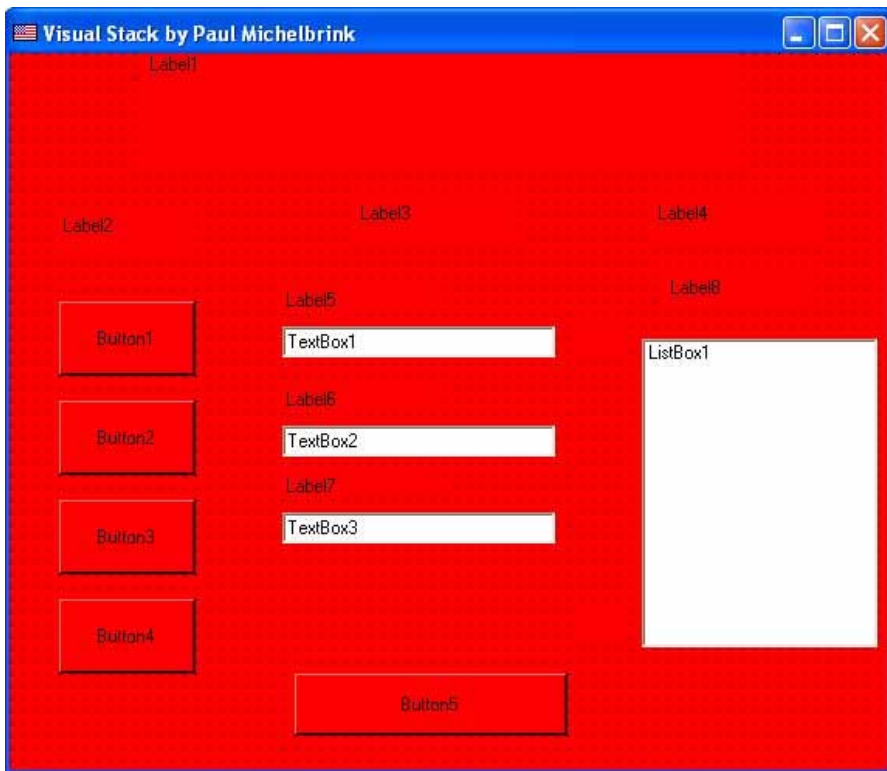 Visual Stack by Paul Michelbrink
Label1
Label2
Label3
Label4
Label5
Label8
Button1
TextBox1
ListBox1
Label6
Button2
TextBox2
Label7
Button3
TextBox3
Button4
Button5